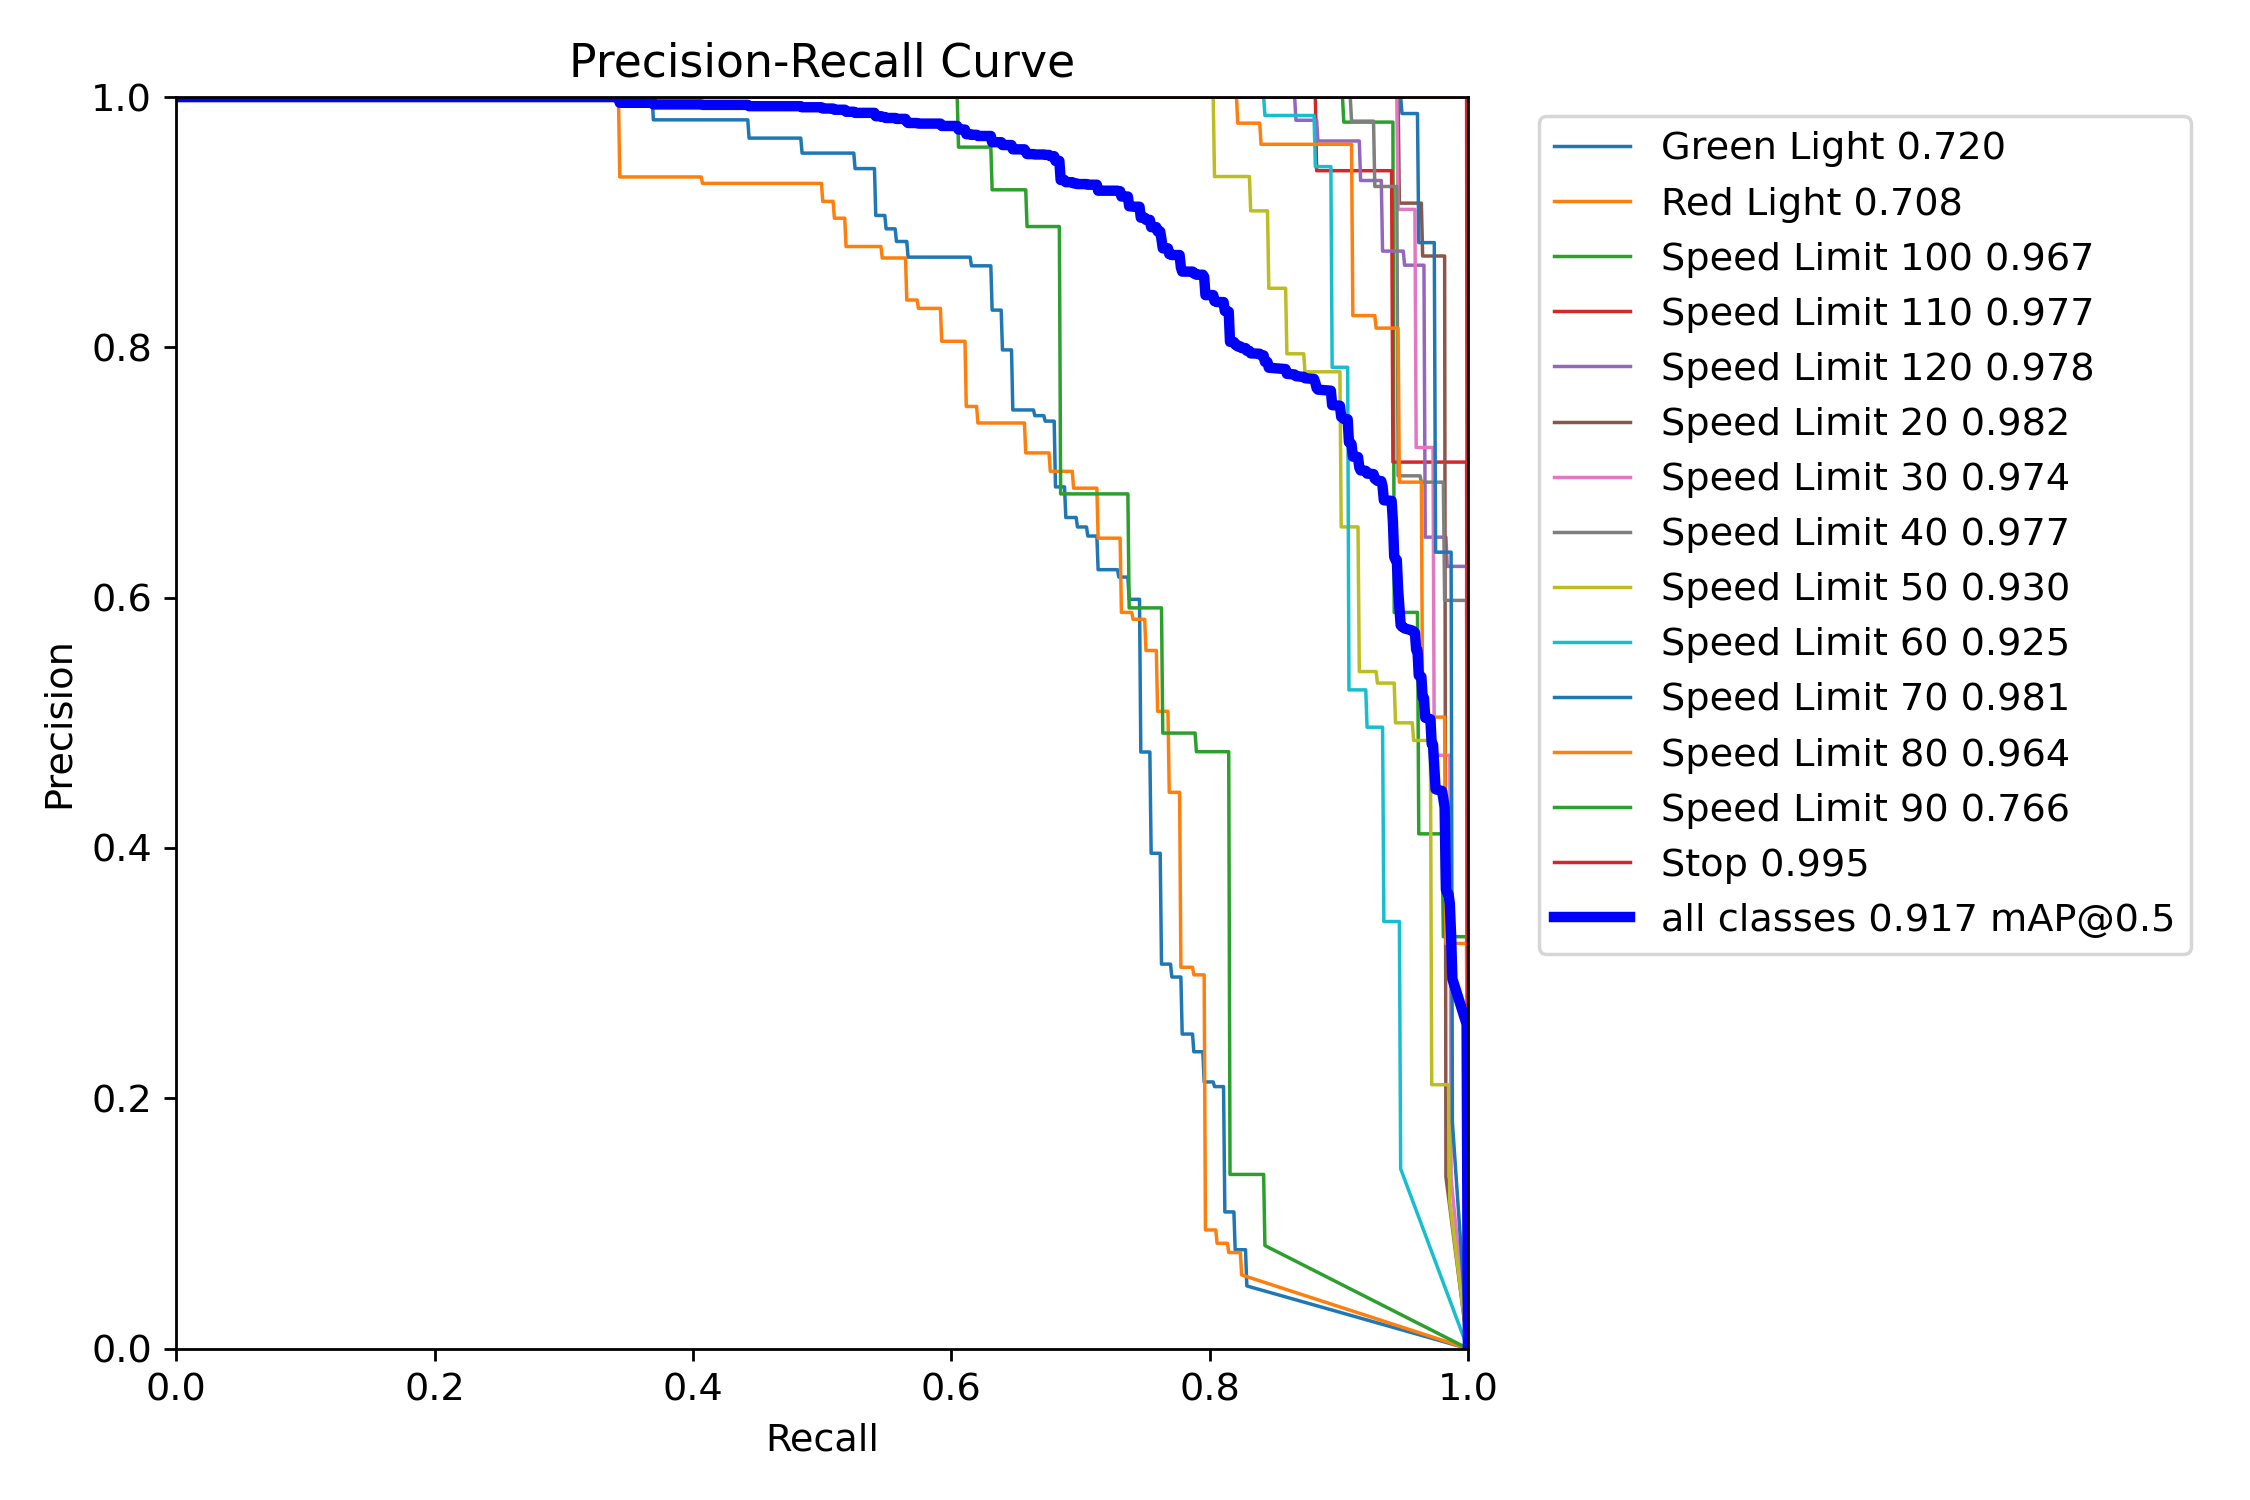 Precision-Recall Curve
1.0
0.8
0.6
0.4
0.2
0.0
Precision
0.0 0.2 0.4 0.6 0.8 1.0
Recall
Green Light 0.720
Red Light 0.708
Speed Limit 100 0.967
Speed Limit 110 0.977
Speed Limit 120 0.978
Speed Limit 20 0.982
Speed Limit 30 0.974
Speed Limit 40 0.977
Speed Limit 50 0.930
Speed Limit 60 0.925
Speed Limit 70 0.981
Speed Limit 80 0.964
Speed Limit 90 0.766
Stop 0.995
all classes 0.917 mAP@0.5